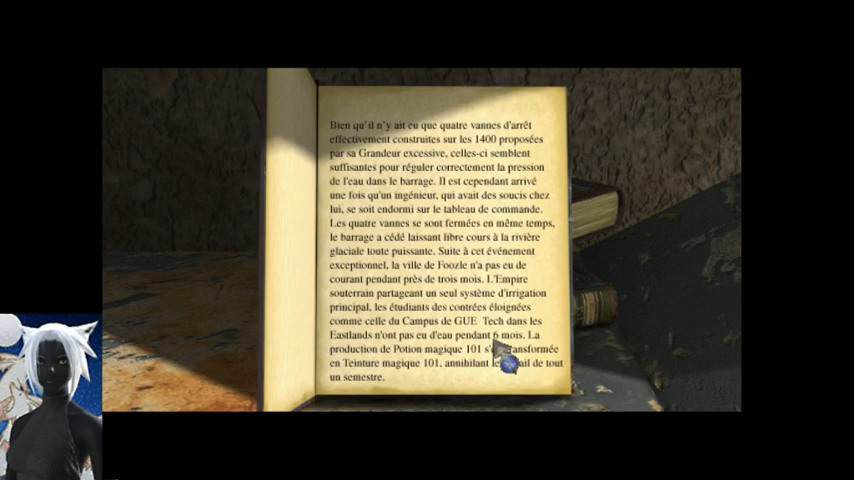 Bien qu'il n'y ait eu que quatre vannes d'arrêt
effectivement construites sur les 1400 proposées
par sa Grandeur excessive, celles-ci semblent
suffisantes pour réguler correctement la pression
de l'eau dans le barrage. Il est cependant arrivé
une fois qu'un ingénieur, qui avait des soucis chez
lui, se soit endormi sur le tableau de commande.
Les quatre vannes se sont fermées en même temps,
le barrage a cédé laissant libre cours à la rivière
glaciale toute puissante. Suite à cet événement
exceptionnel, la ville de Foozle n'a pas eu de
courant pendant près de trois mois. L'Empire
souterrain partageant un seul système d'irrigation
principal, les étudiants des contrées éloignées
comme celle du Campus de GUE Tech dans les
Eastlands n'ont pas eu d'eau pendant 6 mois. La
production de Potion magique 101 transformée
en Teinture magique 101, annihilant de tout
un semestre.